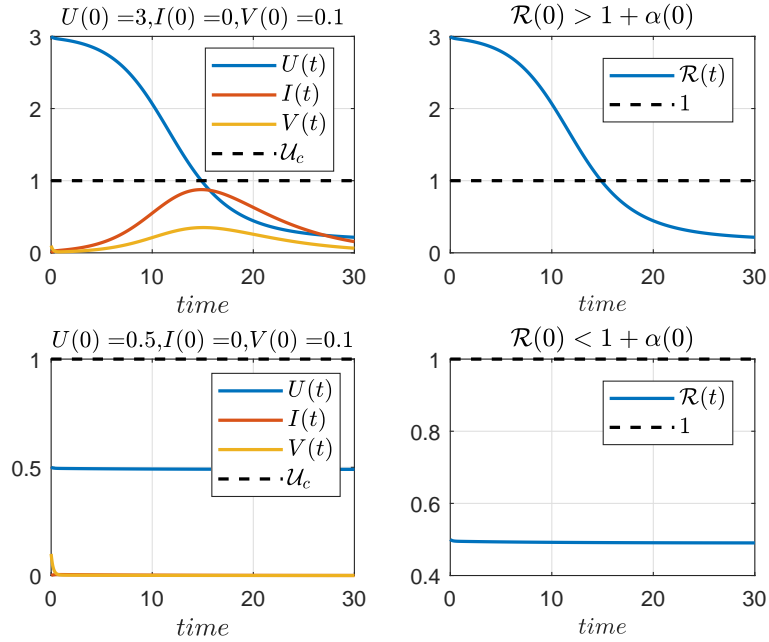 U(0) =3,I(0) =0,V(0) =0.1
3
2
1
0
0 10 20 30
time
U(t)
I(t)
V(t)
𝒰c
ℛ(0) > 1 + α(0)
3
2
1
0
0 10 20 30
time
ℛ(t)
1
U(0) =0.5,I(0) =0,V(0) =0.1
1
0.5
0
0 10 20 30
time
U(t)
I(t)
V(t)
𝒰c
ℛ(0) < 1 + α(0)
1
0.8
0.6
0.4
0 10 20 30
time
ℛ(t)
1